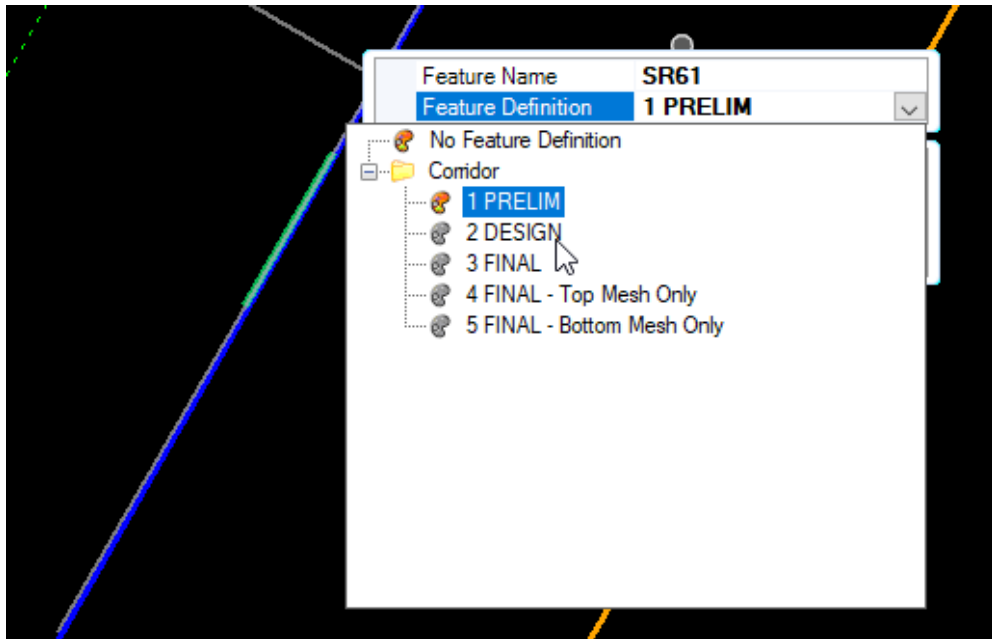 Feature Name SR61
Feature Definition 1 PRELIM
No Feature Definition
Corridor
1 PRELIM
2 DESIGN
3 FINAL
4 FINAL - Top Mesh Only
5 FINAL - Bottom Mesh Only